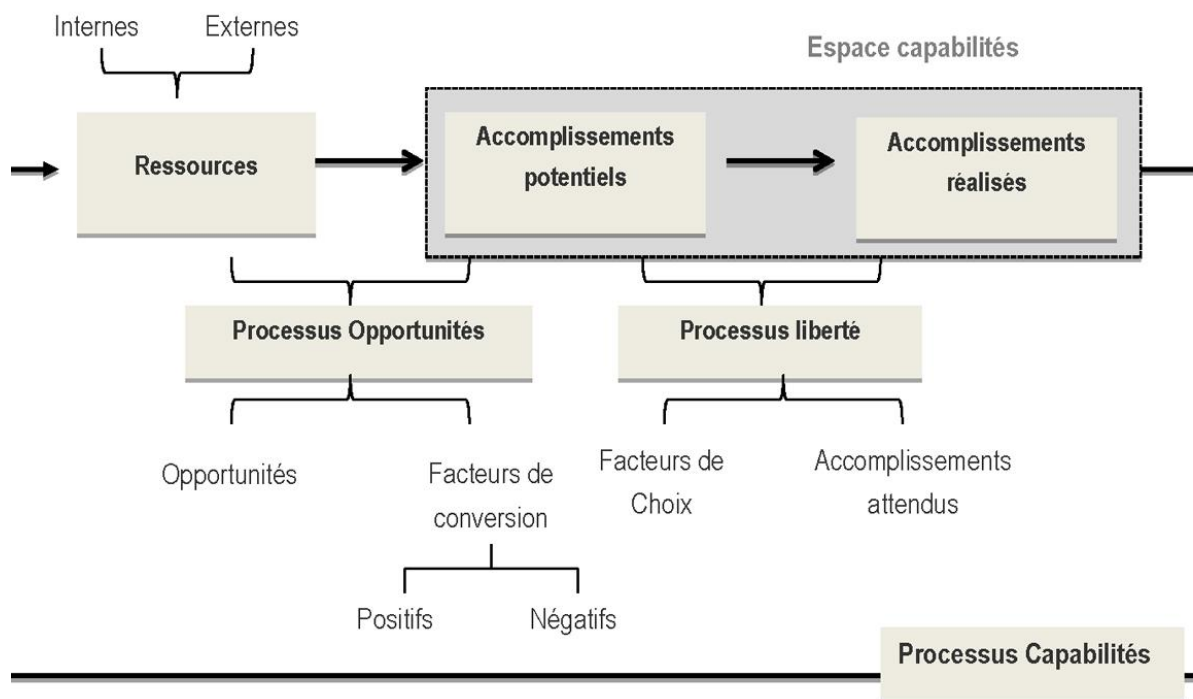 Internes
Externes
Espace capabilités
Ressources
Accomplissements
potentiels
Accomplissements
réalisés
Processus Opportunités
Processus liberté
Opportunités
Facteurs de
conversion
Facteurs de
Choix
Accomplissements
attendus
Positifs
Négatifs
Processus Capabilités